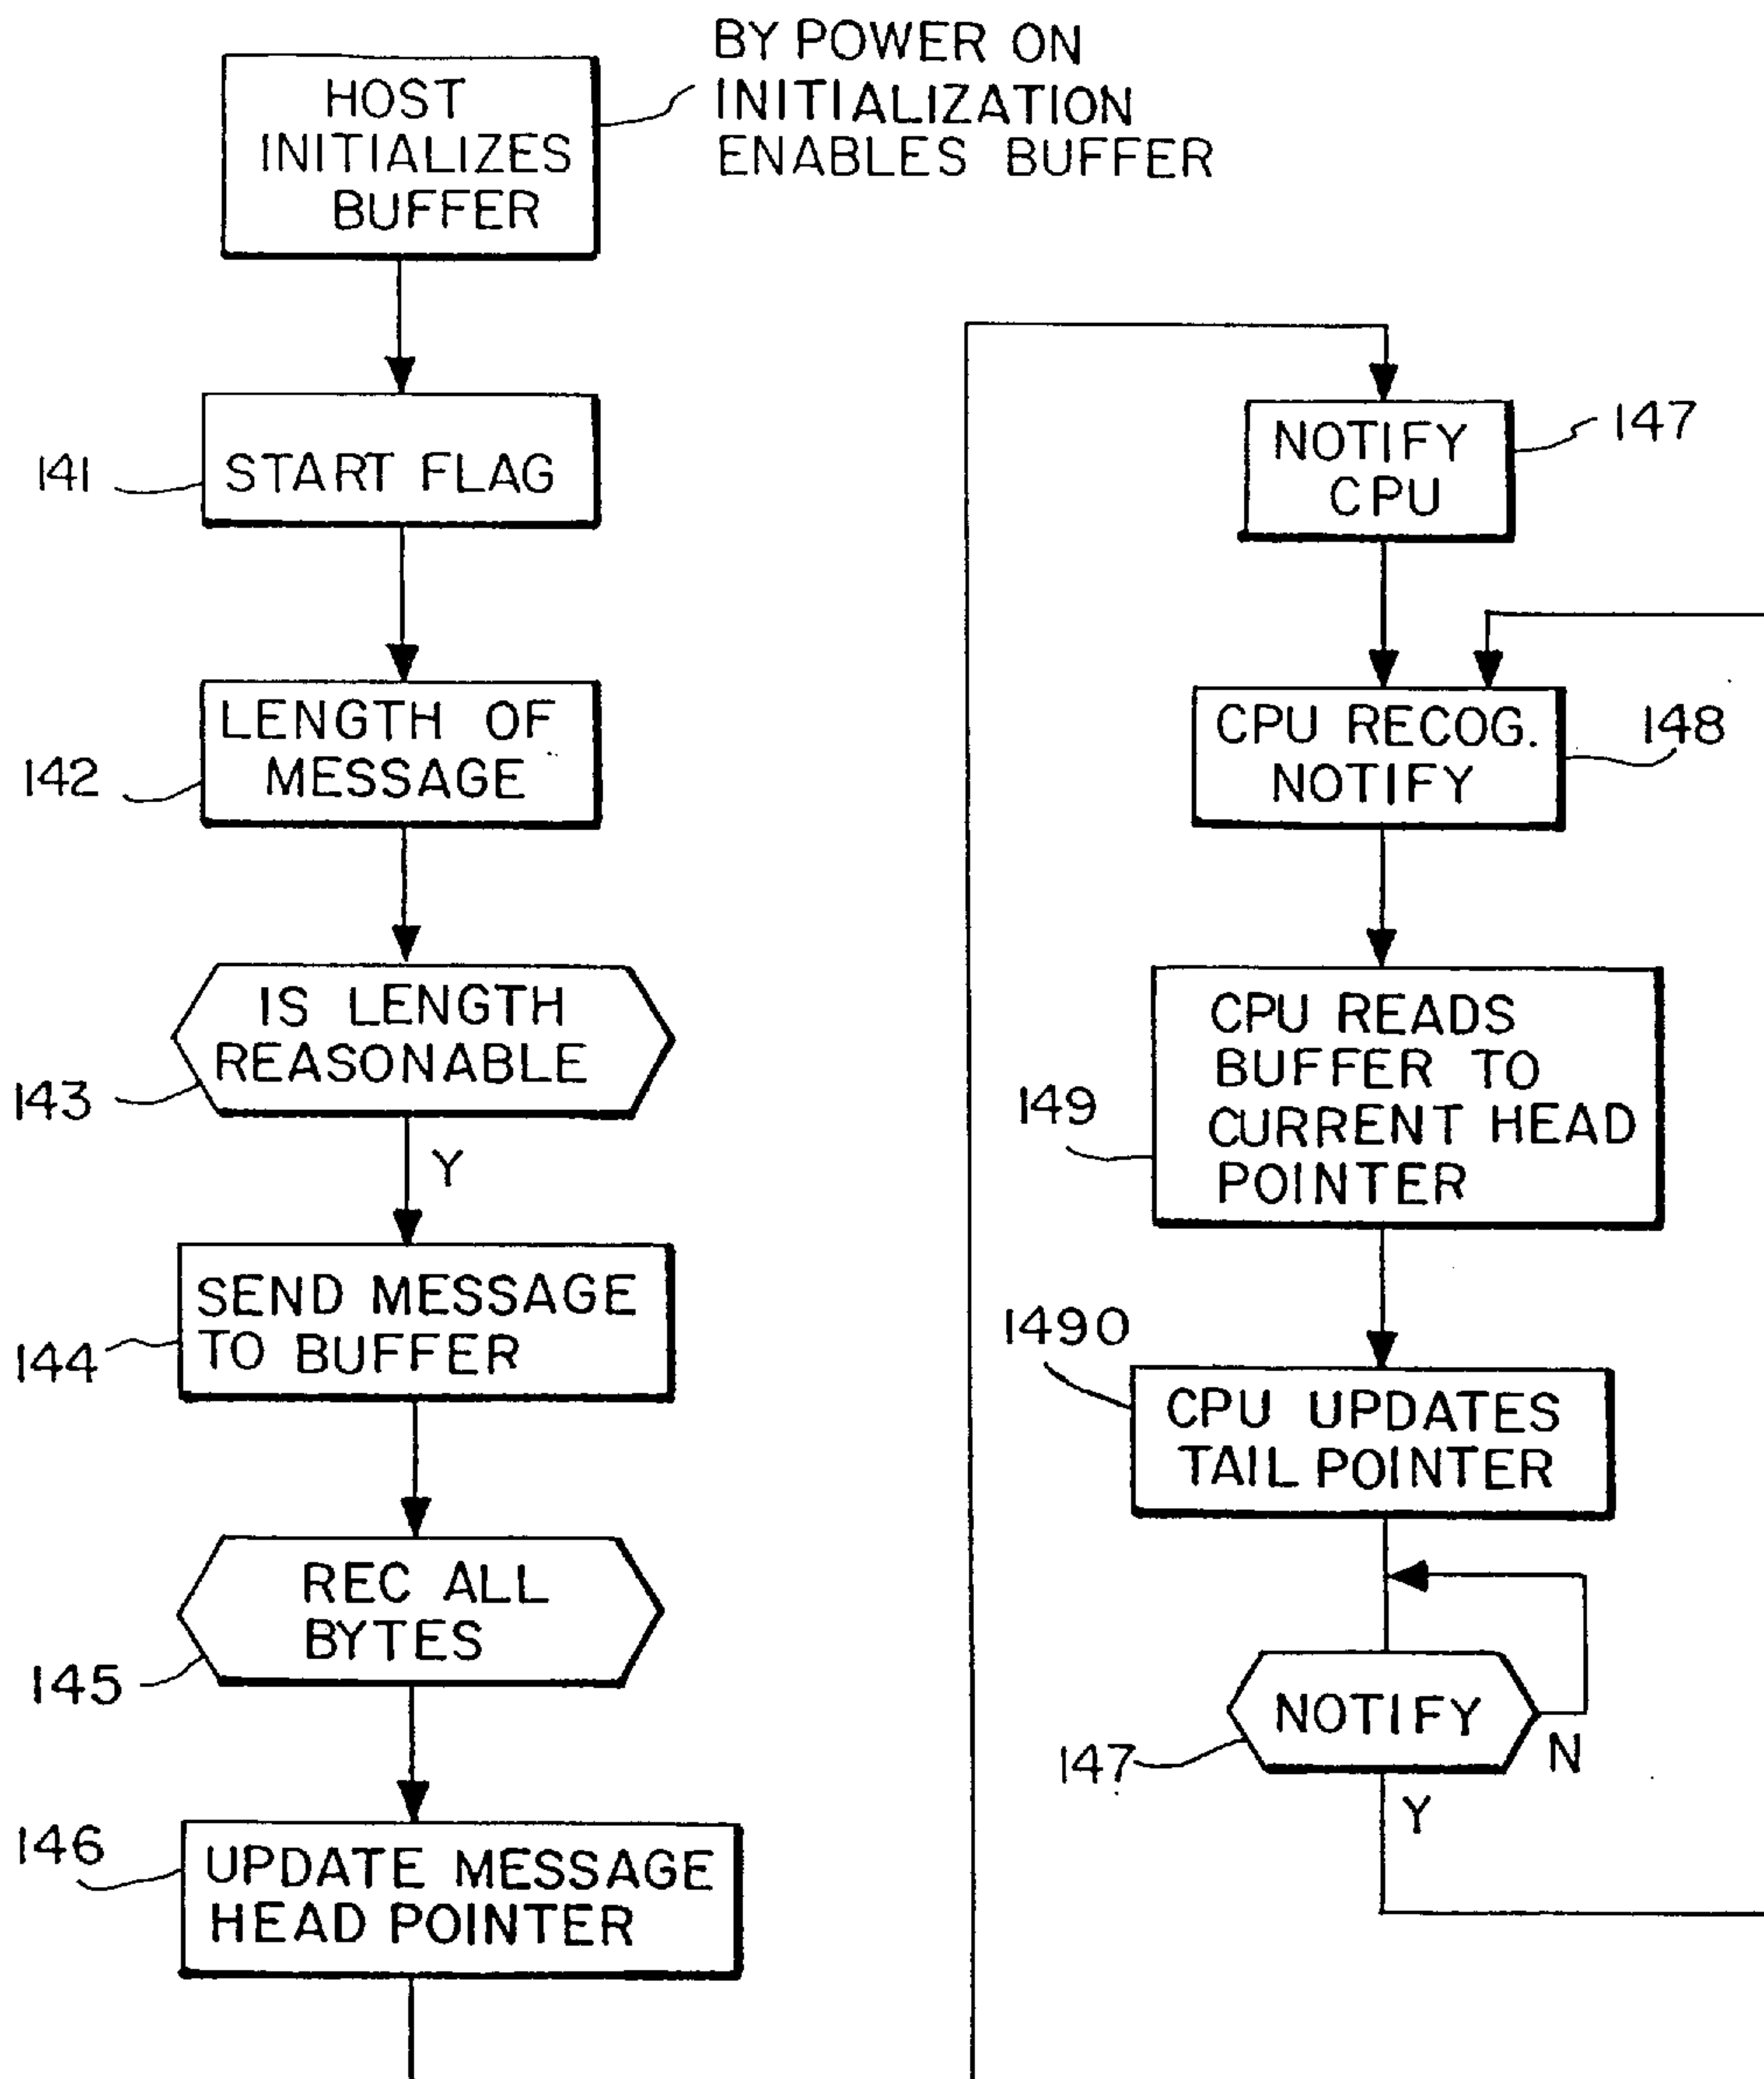 HOST
INITIALIZES
BUFFER
BY POWER ON
INITIALIZATION
ENABLES BUFFER
141
START FLAG
142
LENGTH OF
MESSAGE
143
IS LENGTH
REASONABLE
Y
144
SEND MESSAGE
TO BUFFER
145
REC ALL
BYTES
146
UPDATE MESSAGE
HEAD POINTER
NOTIFY
CPU
147
CPU RECOG.
NOTIFY
148
149
CPU READS
BUFFER TO
CURRENT HEAD
POINTER
1490
CPU UPDATES
TAIL POINTER
147
NOTIFY
N
Y